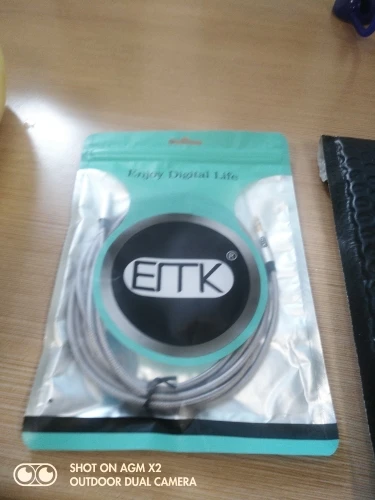 Enjoy Digital Life
EMK
®
SHOT ON AGM X2
OUTDOOR DUAL CAMERA